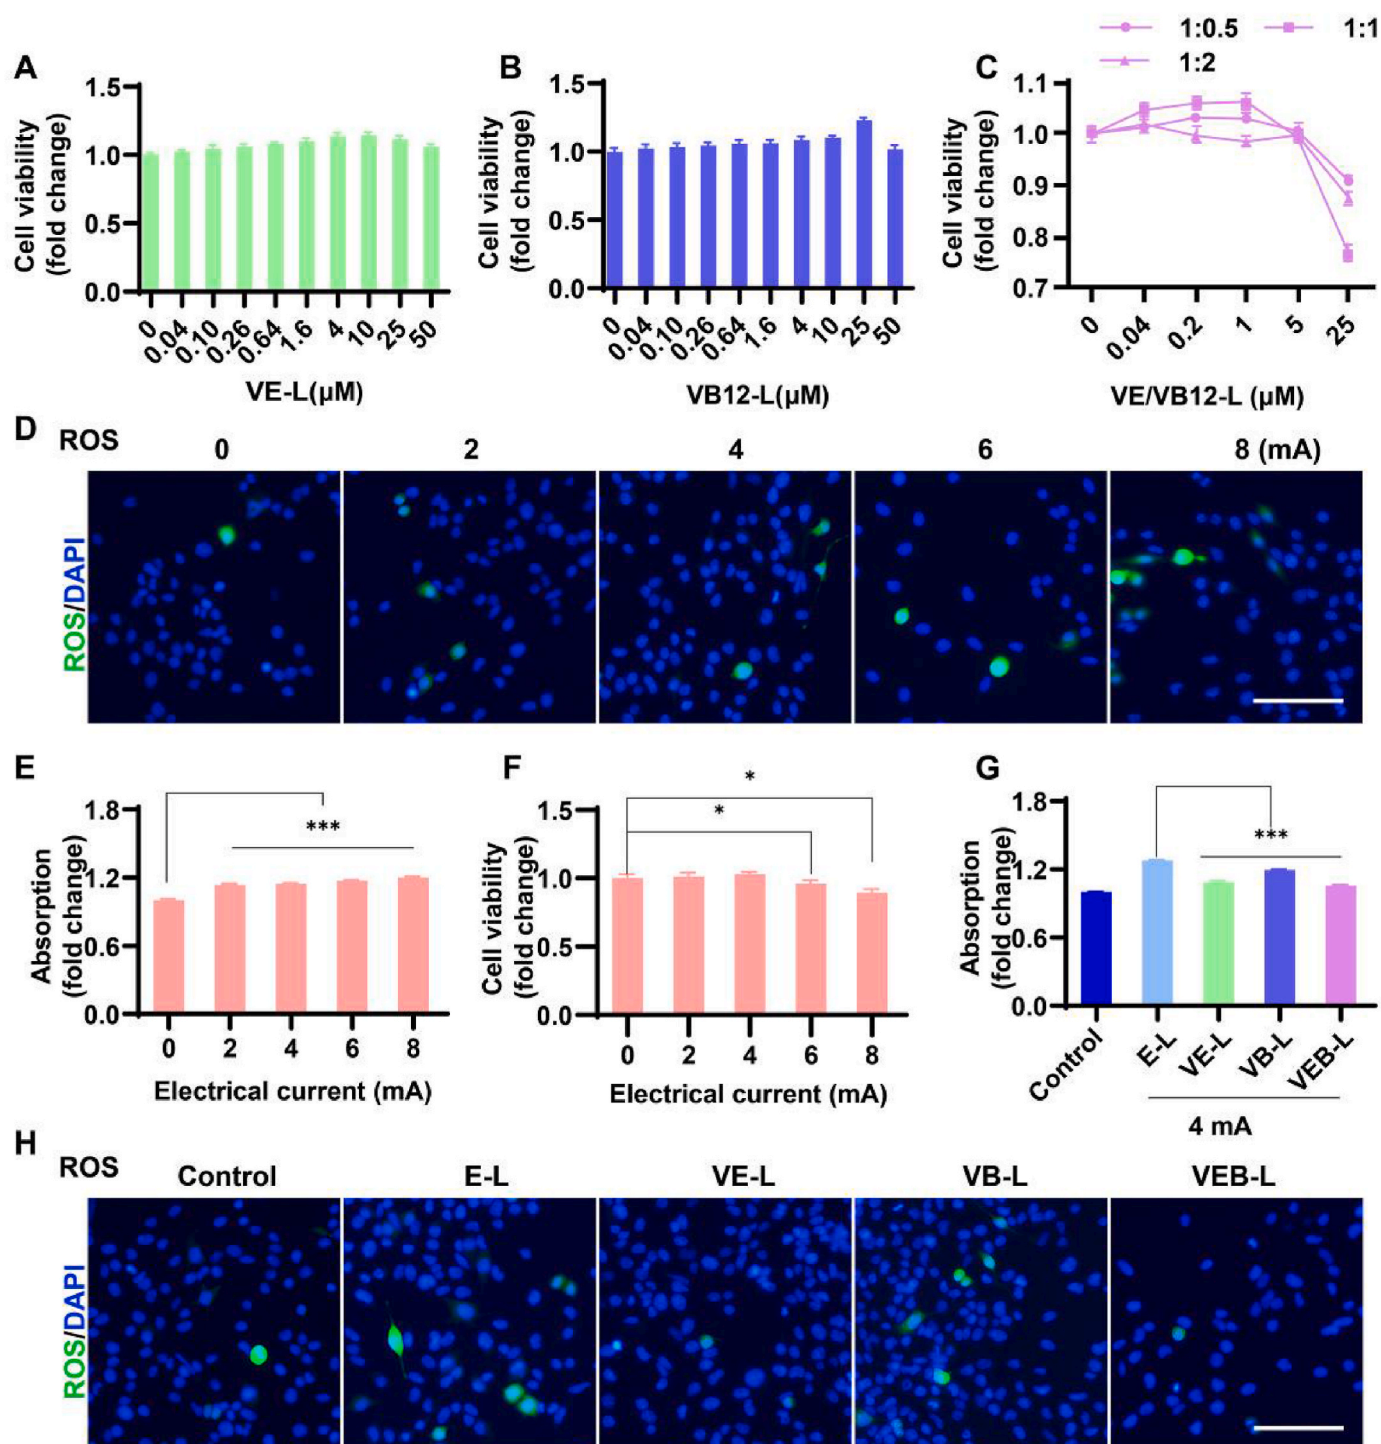 A
1.5
1.0
0.5
0.0
Cell viability
(fold change)
0
0.04
0.10
0.26
0.64
1.6
4
10
25
50
VE-L(μM)
B
1.5
1.0
0.5
0.0
Cell viability
(fold change)
0
0.04
0.10
0.26
0.64
1.6
4
10
25
50
VB12-L(μM)
1:0.5
1:1
1:2
C
1.1
1.0
0.9
0.8
0.7
Cell viability
(fold change)
0
0.04
0.2
1
5
25
VE/VB12-L (μM)
D
ROS
0
2
4
6
8 (mA)
ROS/DAPI
E
1.8
1.2
0.6
0.0
Absorption
(fold change)
***
0
2
4
6
8
Electrical current (mA)
F
1.5
1.0
0.5
0.0
Cell viability
(fold change)
*
*
0
2
4
6
8
Electrical current (mA)
G
1.8
1.2
0.6
0.0
Absorption
(fold change)
***
Control
E-L
VE-L
VB-L
VEB-L
4 mA
H
ROS
Control
E-L
VE-L
VB-L
VEB-L
ROS/DAPI